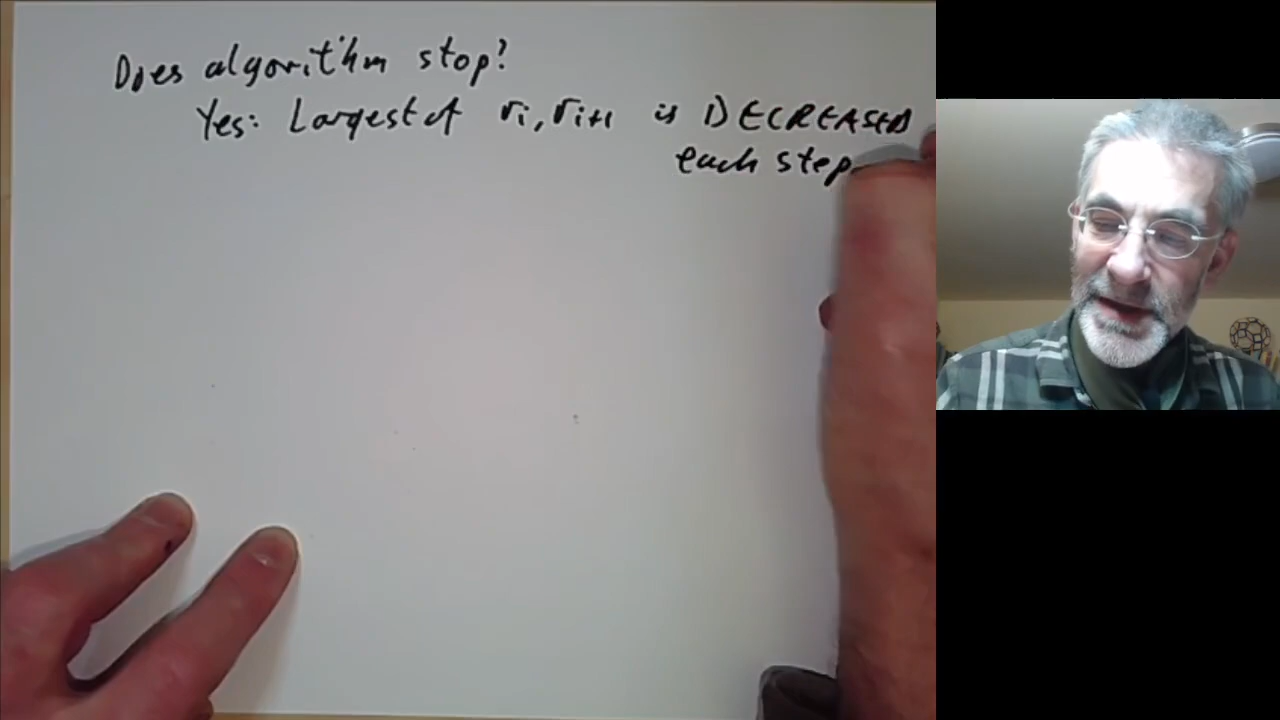 Does algorithm stop?
Yes: Largest of ri, ri+1 is DECREASED
each step